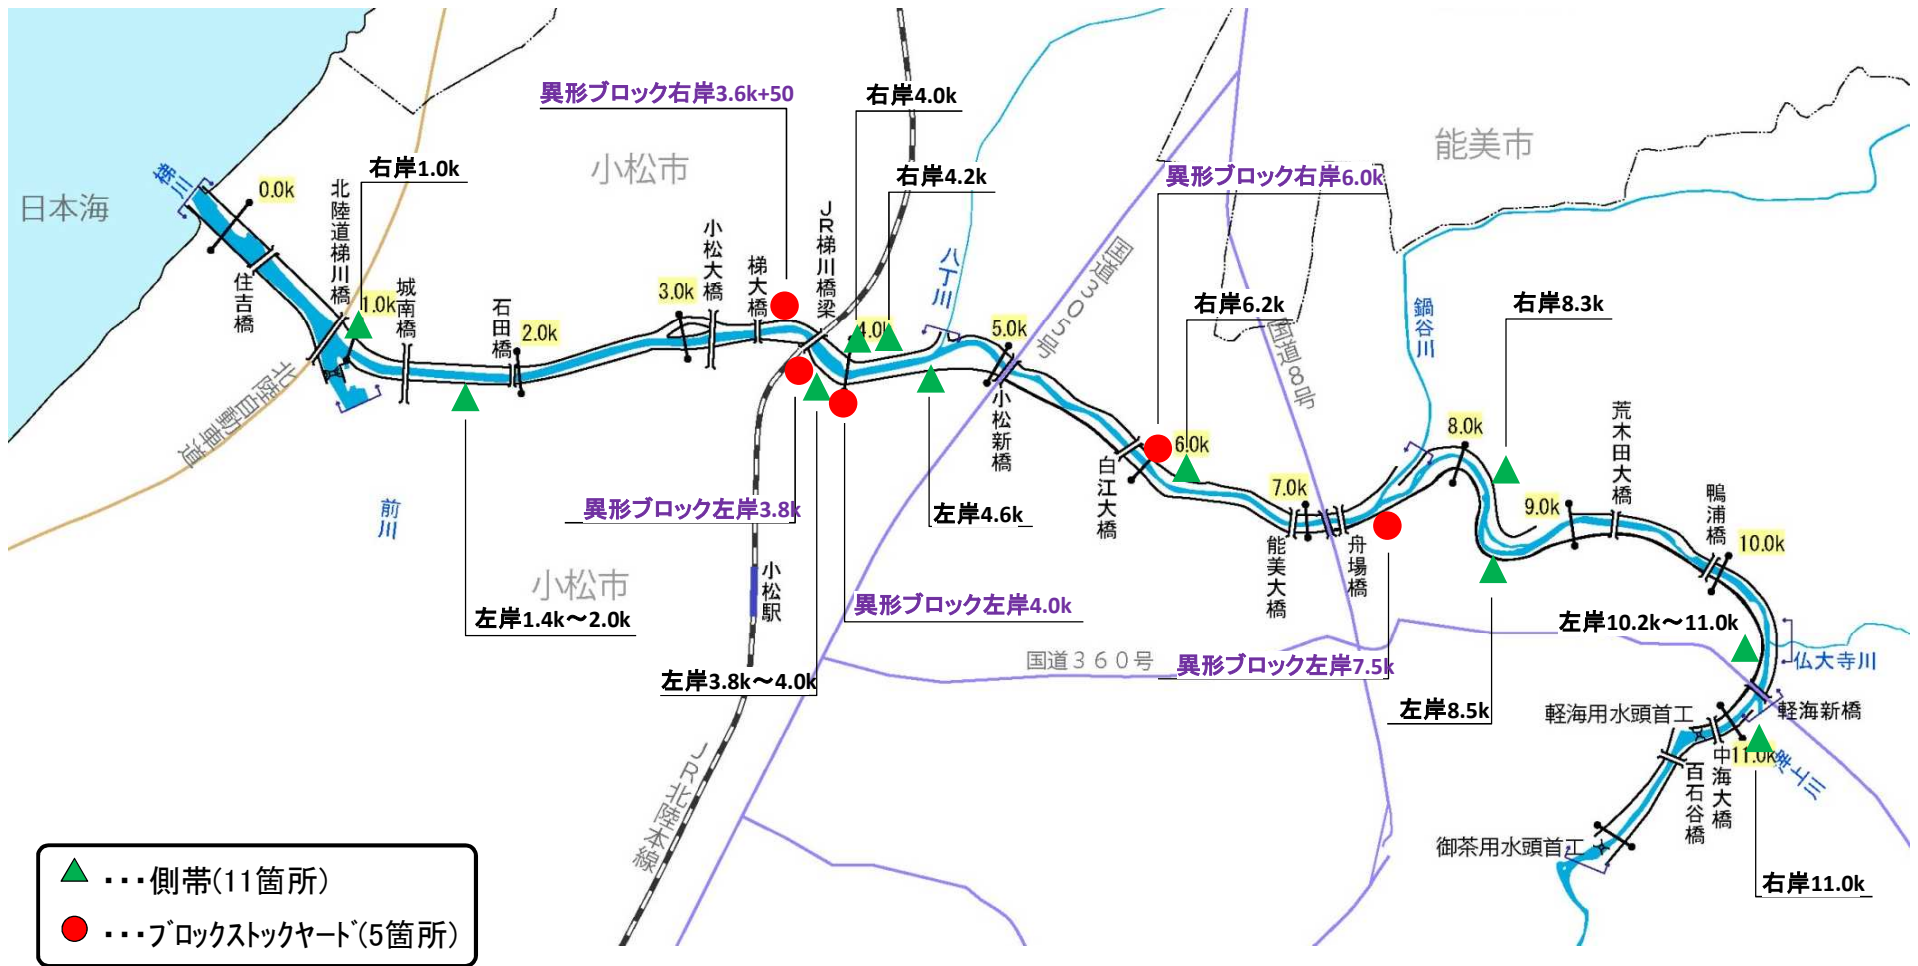 異形ブロック右岸3.6k+50
右岸4.0k
右岸1.0k
小松市
右岸4.2k
能美市
異形ブロック右岸6.0k
日本海
梯川
0.0k
住吉橋
北陸道梯川橋
1.0k
城南橋
石田橋
2.0k
3.0k
小松大橋
梯大橋
JR梯川橋梁
4.0k
八丁川
5.0k
国道305号
小松新橋
右岸6.2k
国道8号
鍋谷川
右岸8.3k
北陸自動車道
前川
異形ブロック左岸3.8k
左岸4.6k
白江大橋
6.0k
7.0k
能美大橋
舟場橋
8.0k
9.0k
荒木田大橋
鴨浦橋
10.0k
小松市
小松駅
左岸1.4k～2.0k
異形ブロック左岸4.0k
左岸3.8k～4.0k
国道360号
異形ブロック左岸7.5k
左岸8.5k
左岸10.2k～11.0k
仏大寺川
軽海用水頭首工
軽海新橋
11.0k
滓上川
中海大橋
百石谷橋
御茶用水頭首工
右岸11.0k
JR北陸本線
・・・側帯(11箇所)
・・・ブロックストックヤード(5箇所)